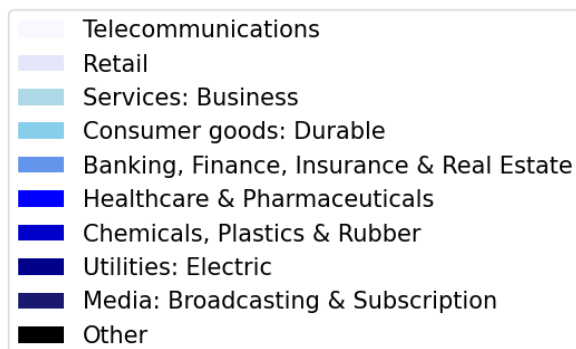 Telecommunications
Retail
Services: Business
Consumer goods: Durable
Banking, Finance, Insurance & Real Estate
Healthcare & Pharmaceuticals
Chemicals, Plastics & Rubber
Utilities: Electric
Media: Broadcasting & Subscription
Other